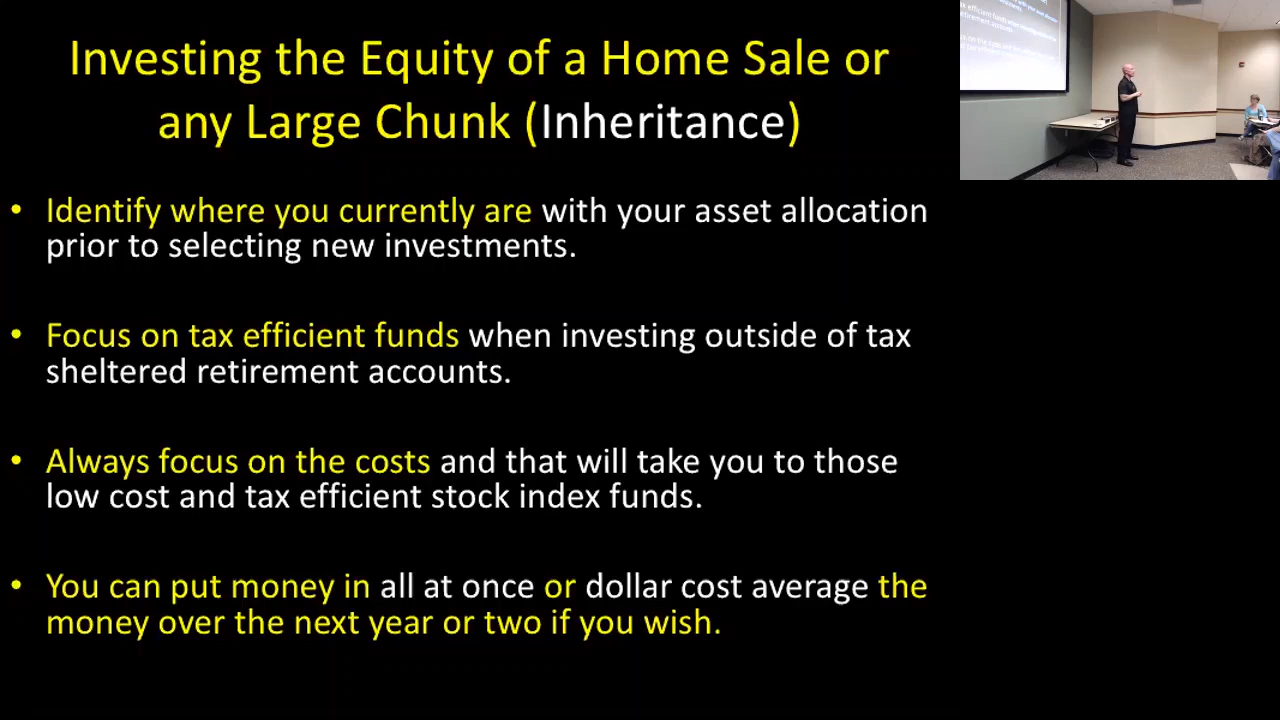 Investing the Equity of a Home Sale or
any Large Chunk (Inheritance)
• Identify where you currently are with your asset allocation
prior to selecting new investments.
• Focus on tax efficient funds when investing outside of tax
sheltered retirement accounts.
• Always focus on the costs and that will take you to those
low cost and tax efficient stock index funds.
• You can put money in all at once or dollar cost average the
money over the next year or two if you wish.